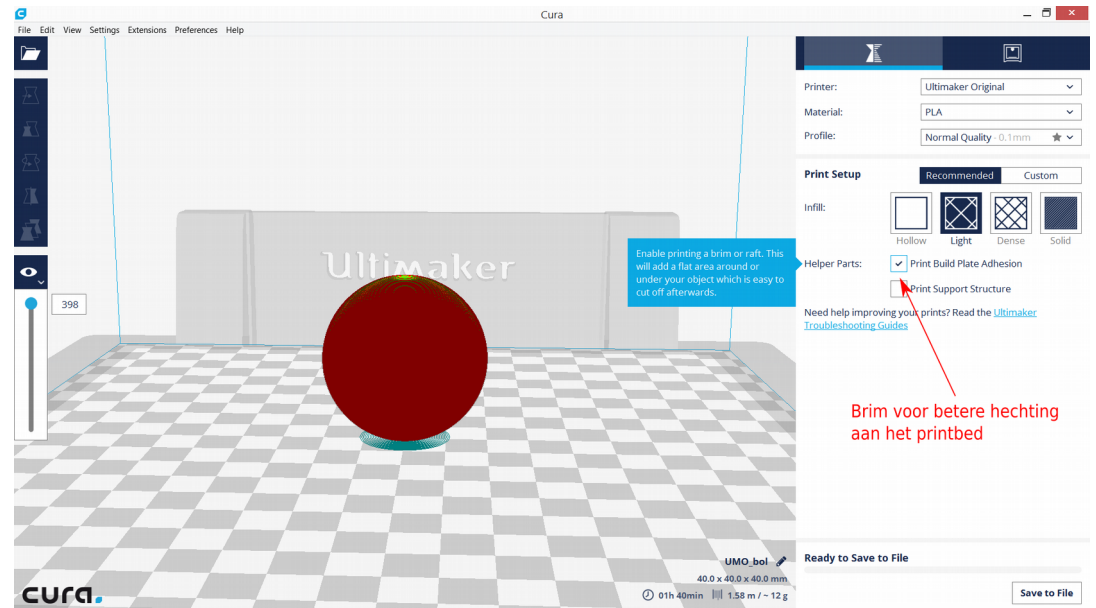 Cura
File Edit View Settings Extensions Preferences Help
Printer: Ultimaker Original
Material: PLA
Profile: Normal Quality - 0.1mm
Print Setup Recommended Custom
Infill:
Hollow Light Dense Solid
Ultimaker
Enable printing a brim or raft. This
will add a flat area around or
under your object which is easy to
cut off afterwards.
Helper Parts: Print Build Plate Adhesion
Print Support Structure
398
Need help improving your prints? Read the Ultimaker
Troubleshooting Guides
Brim voor betere hechting
aan het printbed
UMO_bol
40.0 x 40.0 x 40.0 mm
01h 40min 1.58 m / ~ 12 g
Ready to Save to File
Save to File
cura.